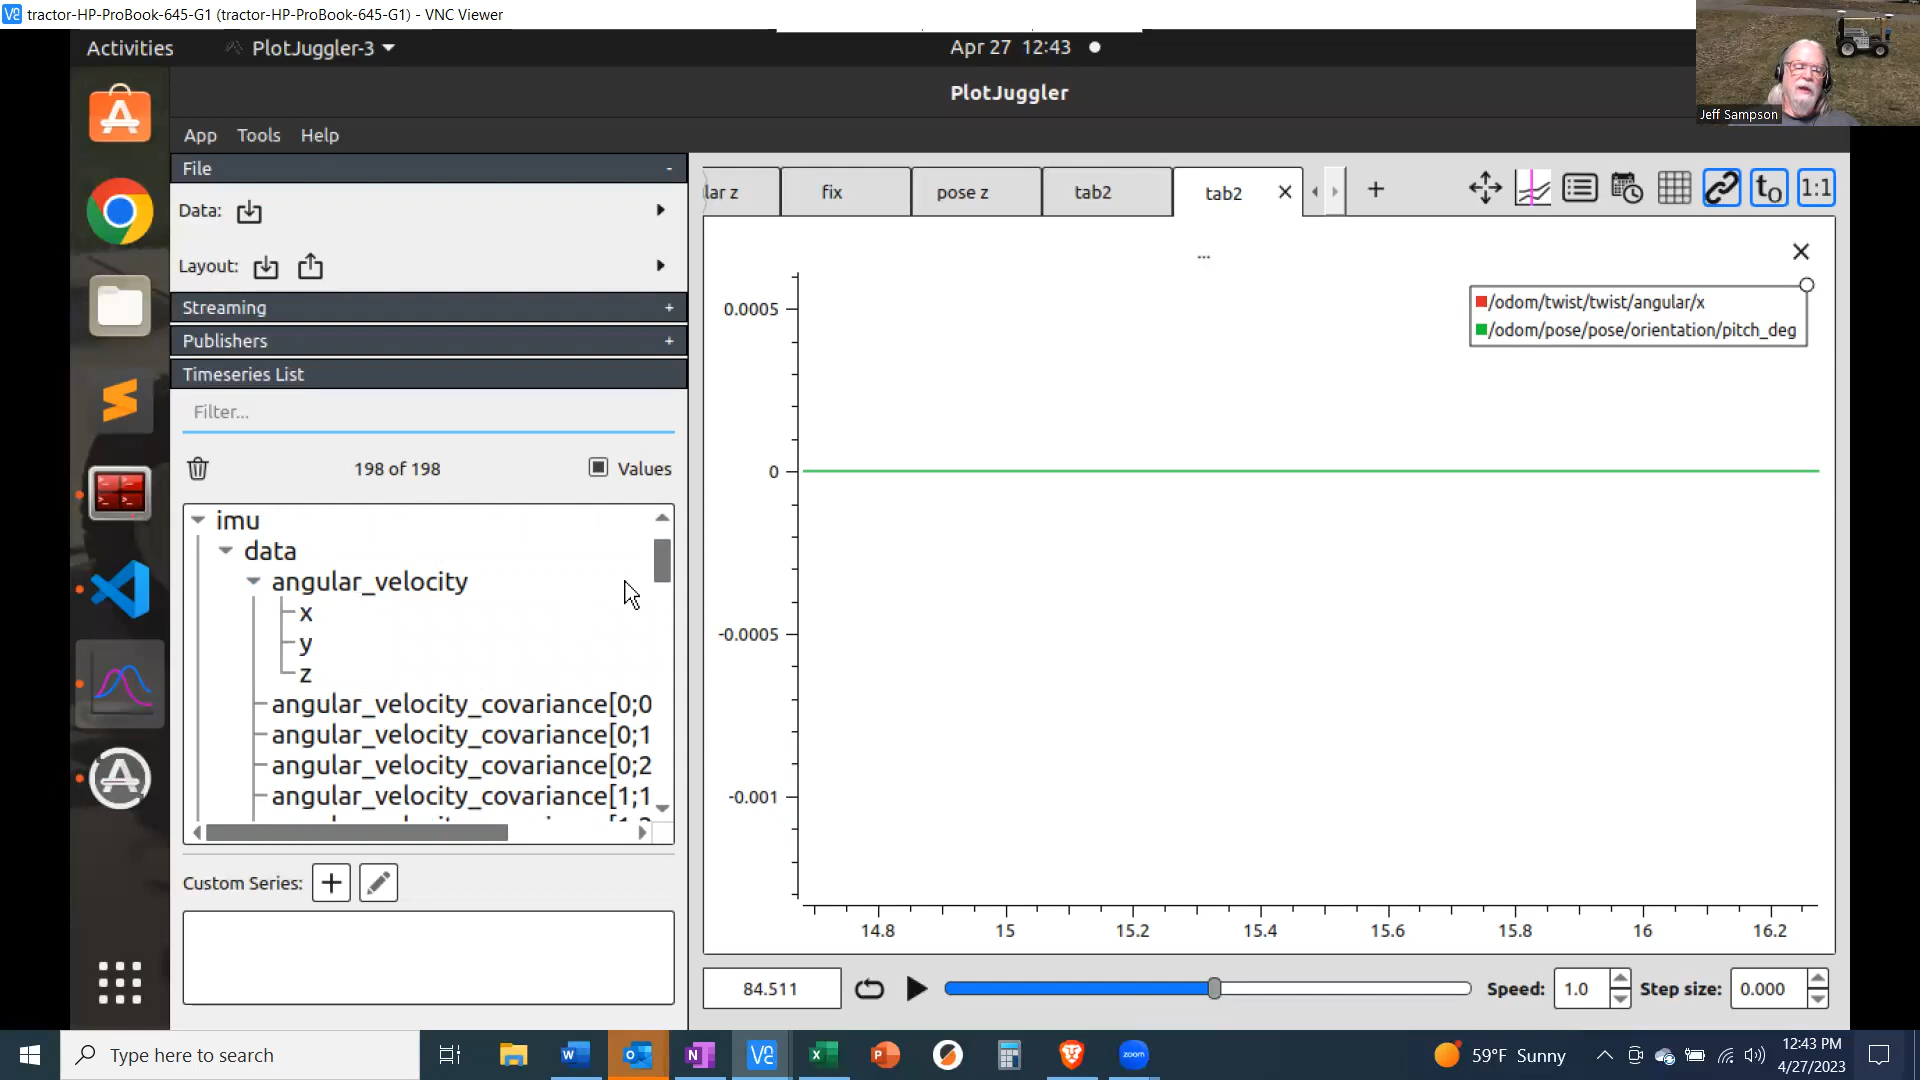 tractor-HP-ProBook-645-G1 (tractor-HP-ProBook-645-G1) - VNC Viewer
Activities
PlotJuggler-3
Apr 27 12:43
PlotJuggler
Jeff Sampson
App Tools Help
File -
Data:
Layout:
Streaming +
Publishers +
Timeseries List
Filter...
198 of 198
Values
imu
data
angular_velocity
x
y
z
angular_velocity_covariance[0;0
angular_velocity_covariance[0;1
angular_velocity_covariance[0;2
angular_velocity_covariance[1;1
Custom Series:
lar z
fix
pose z
tab2
tab2
t0
1:1
...
/odom/twist/twist/angular/x
/odom/pose/pose/orientation/pitch_deg
0.0005
0
-0.0005
-0.001
14.8 15 15.2 15.4 15.6 15.8 16 16.2
84.511
Speed: 1.0
Step size: 0.000
Type here to search
zoom
59°F Sunny
12:43 PM
4/27/2023